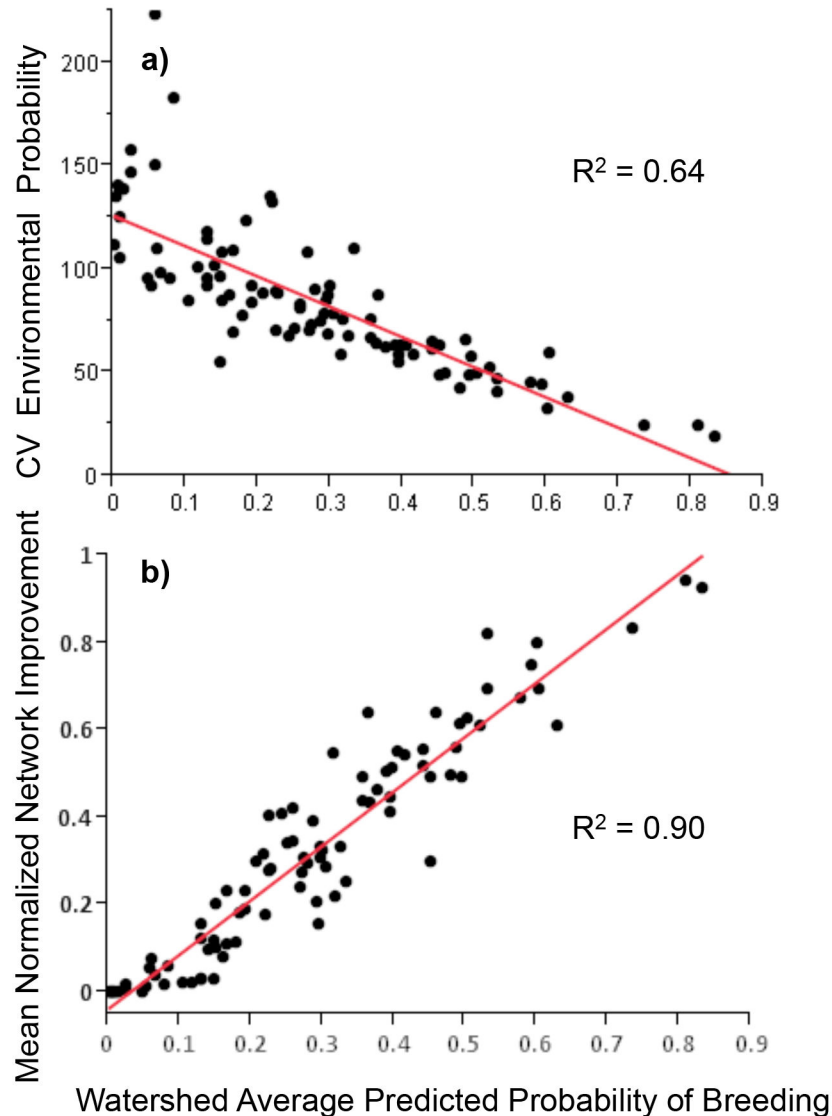 CV Environmental Probability
a)
200
150
100
50
0
R² = 0.64
0 0.1 0.2 0.3 0.4 0.5 0.6 0.7 0.8 0.9
Mean Normalized Network Improvement
b)
1
0.8
0.6
0.4
0.2
0
R² = 0.90
0 0.1 0.2 0.3 0.4 0.5 0.6 0.7 0.8 0.9
Watershed Average Predicted Probability of Breeding